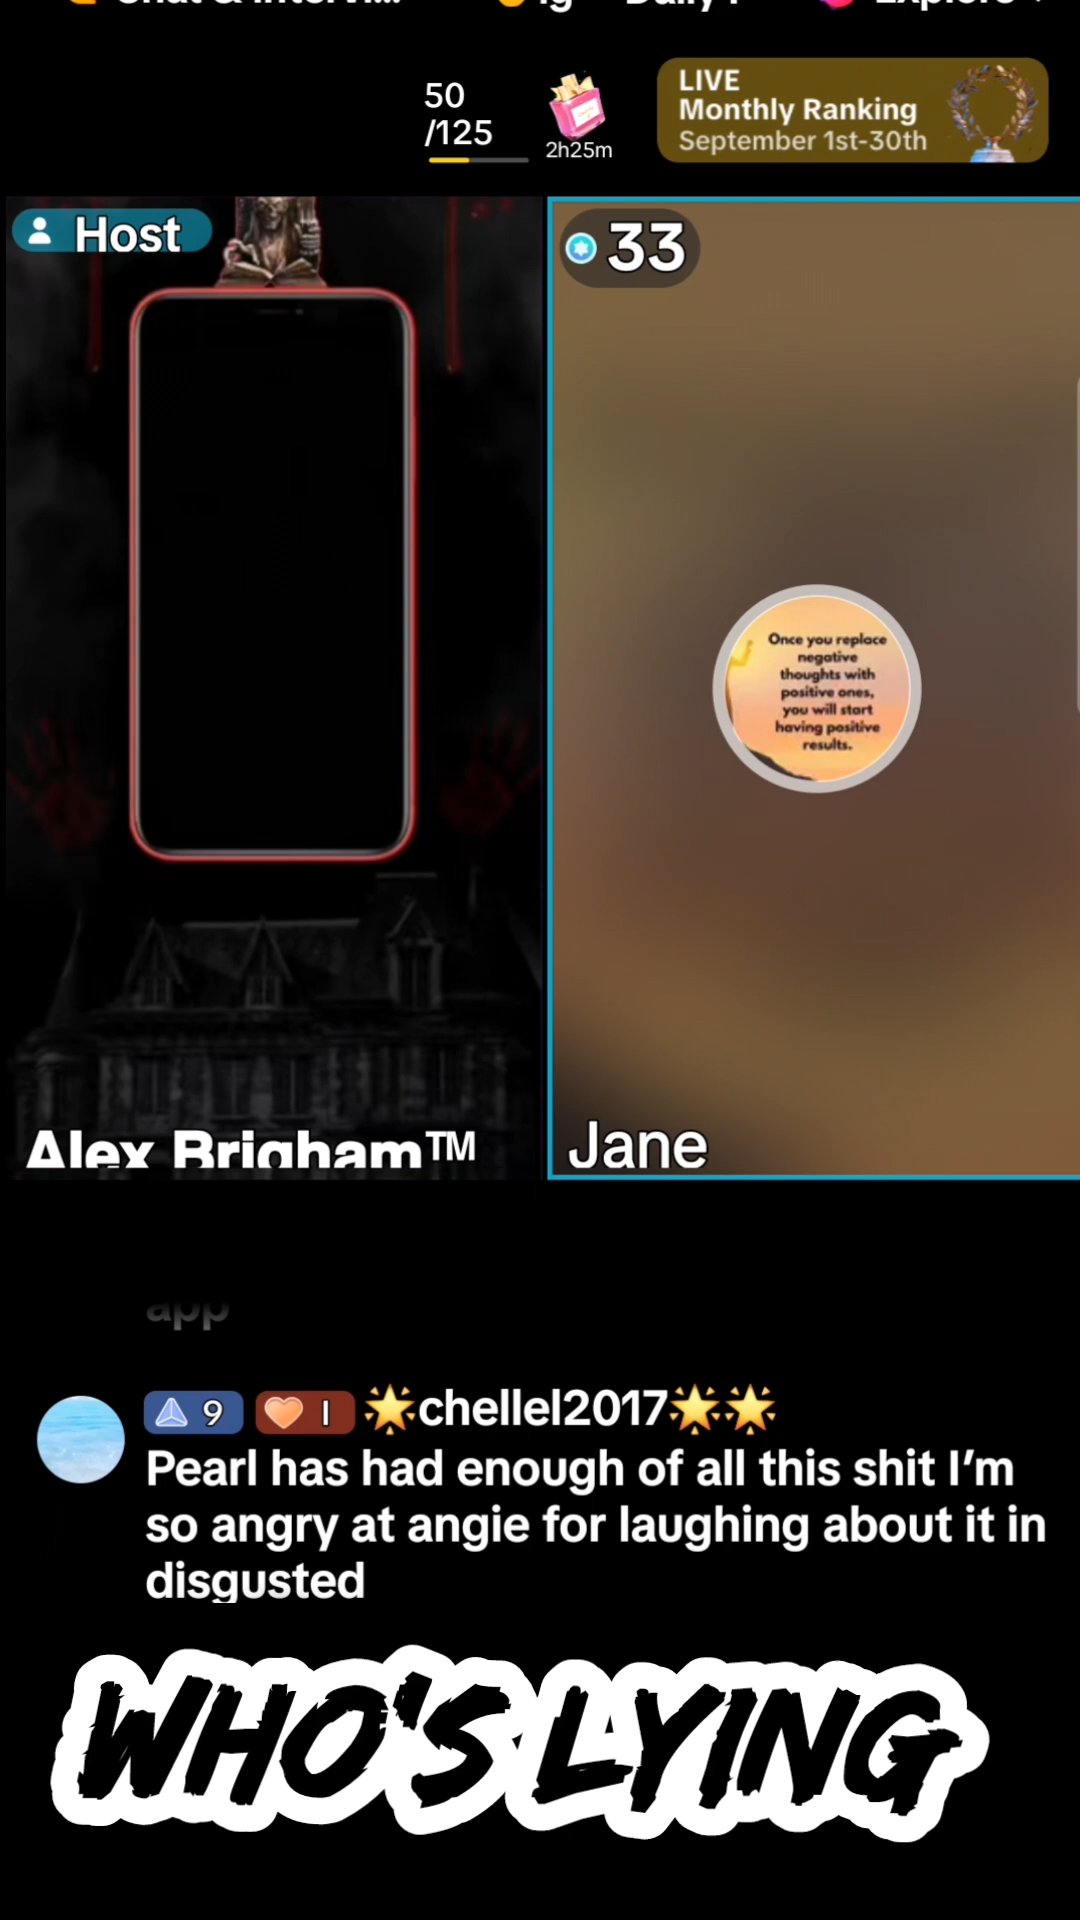 50
/125
2h25m
LIVE
Monthly Ranking
September 1st-30th
Host
33
Once you replace
negative
thoughts with
positive ones,
you will start
having positive
results.
Alex Brigham™
Jane
app
9 1 🌟chellel2017🌟🌟
Pearl has had enough of all this shit I’m
so angry at angie for laughing about it in
disgusted
WHO'S LYING